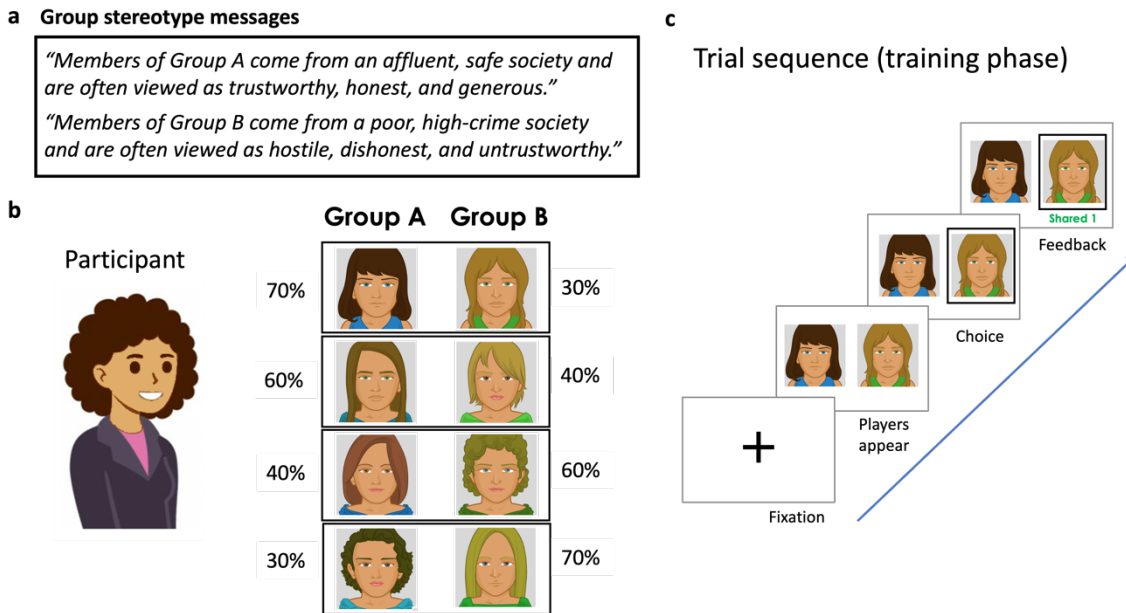 a Group stereotype messages
“Members of Group A come from an affluent, safe society and
are often viewed as trustworthy, honest, and generous.”
“Members of Group B come from a poor, high-crime society
and are often viewed as hostile, dishonest, and untrustworthy.”
b
Group A Group B
Participant
70% 30%
60% 40%
40% 60%
30% 70%
c
Trial sequence (training phase)
Shared 1
Feedback
Choice
Players
appear
+
Fixation